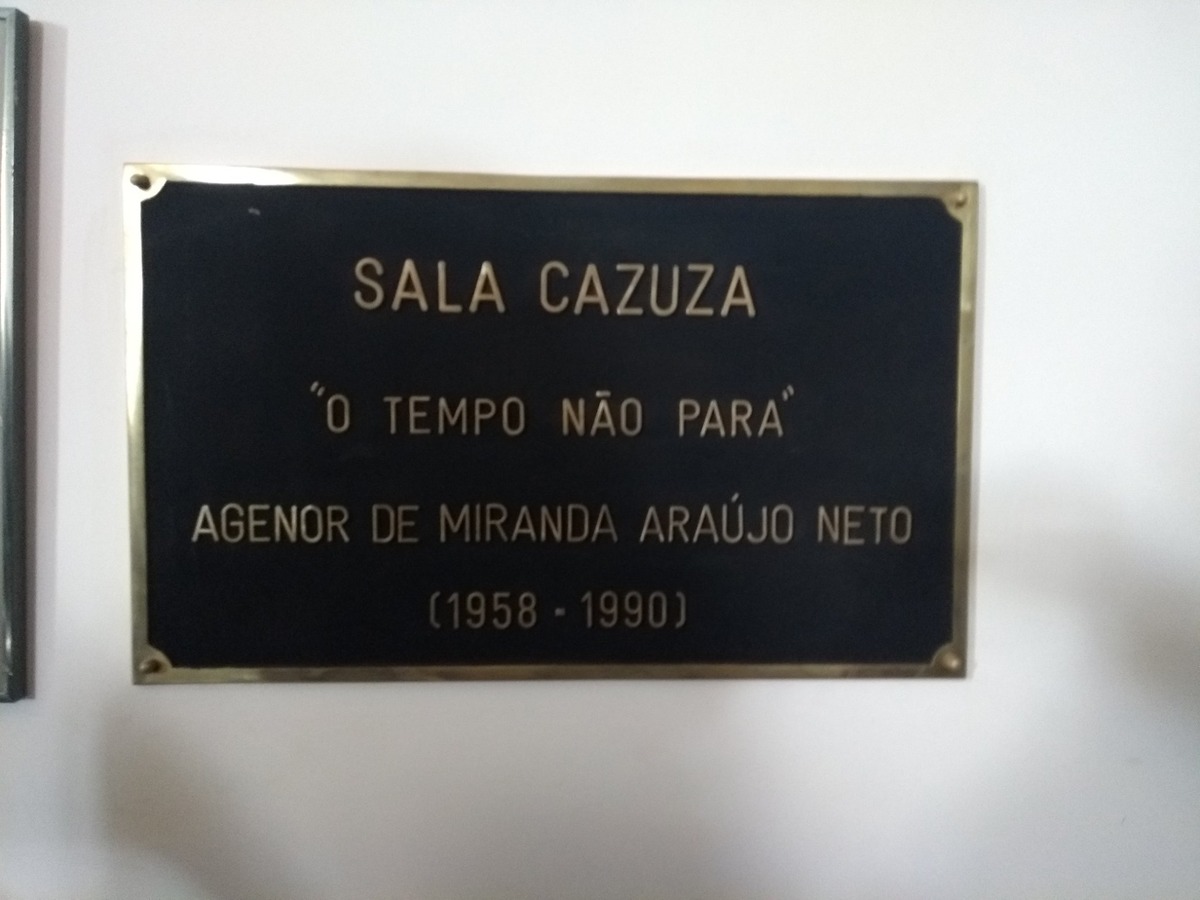 SALA CAZUZA
"O TEMPO NÃO PARA"
AGENOR DE MIRANDA ARAÚJO NETO
(1958 - 1990)